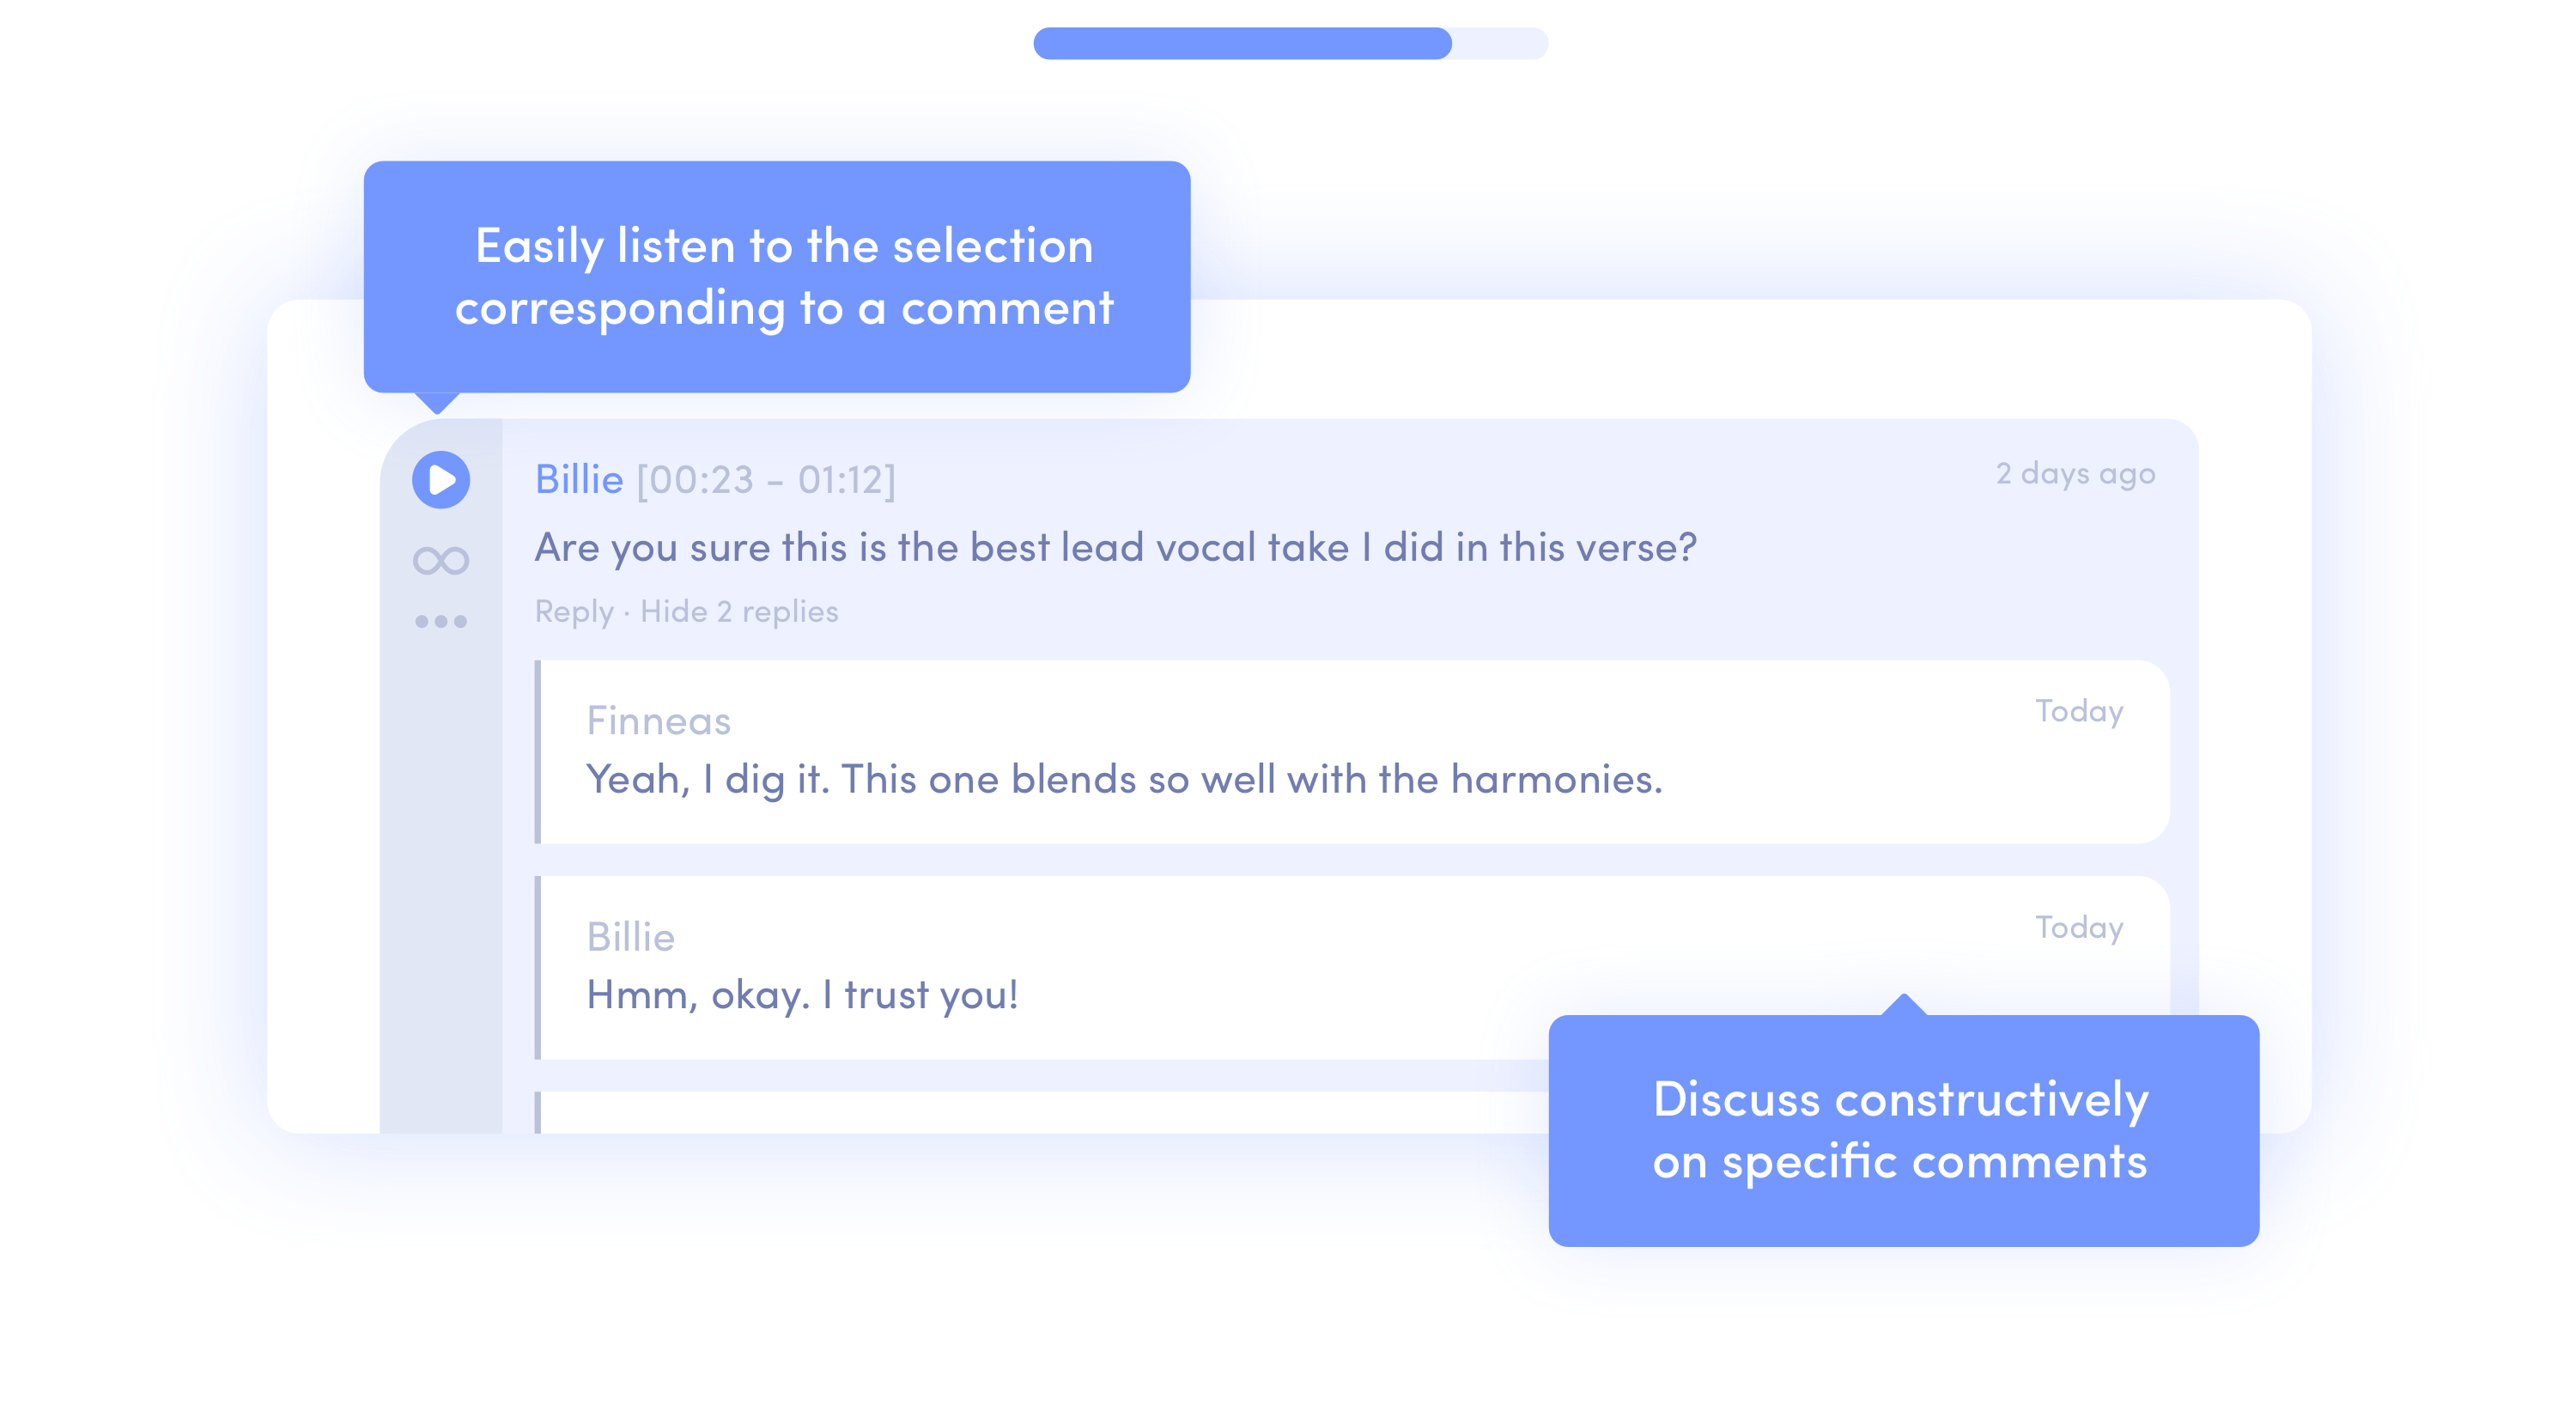 Easily listen to the selection
corresponding to a comment
Billie [00:23 - 01:12]
2 days ago
Are you sure this is the best lead vocal take I did in this verse?
Reply · Hide 2 replies
Finneas
Today
Yeah, I dig it. This one blends so well with the harmonies.
Billie
Today
Hmm, okay. I trust you!
Discuss constructively
on specific comments